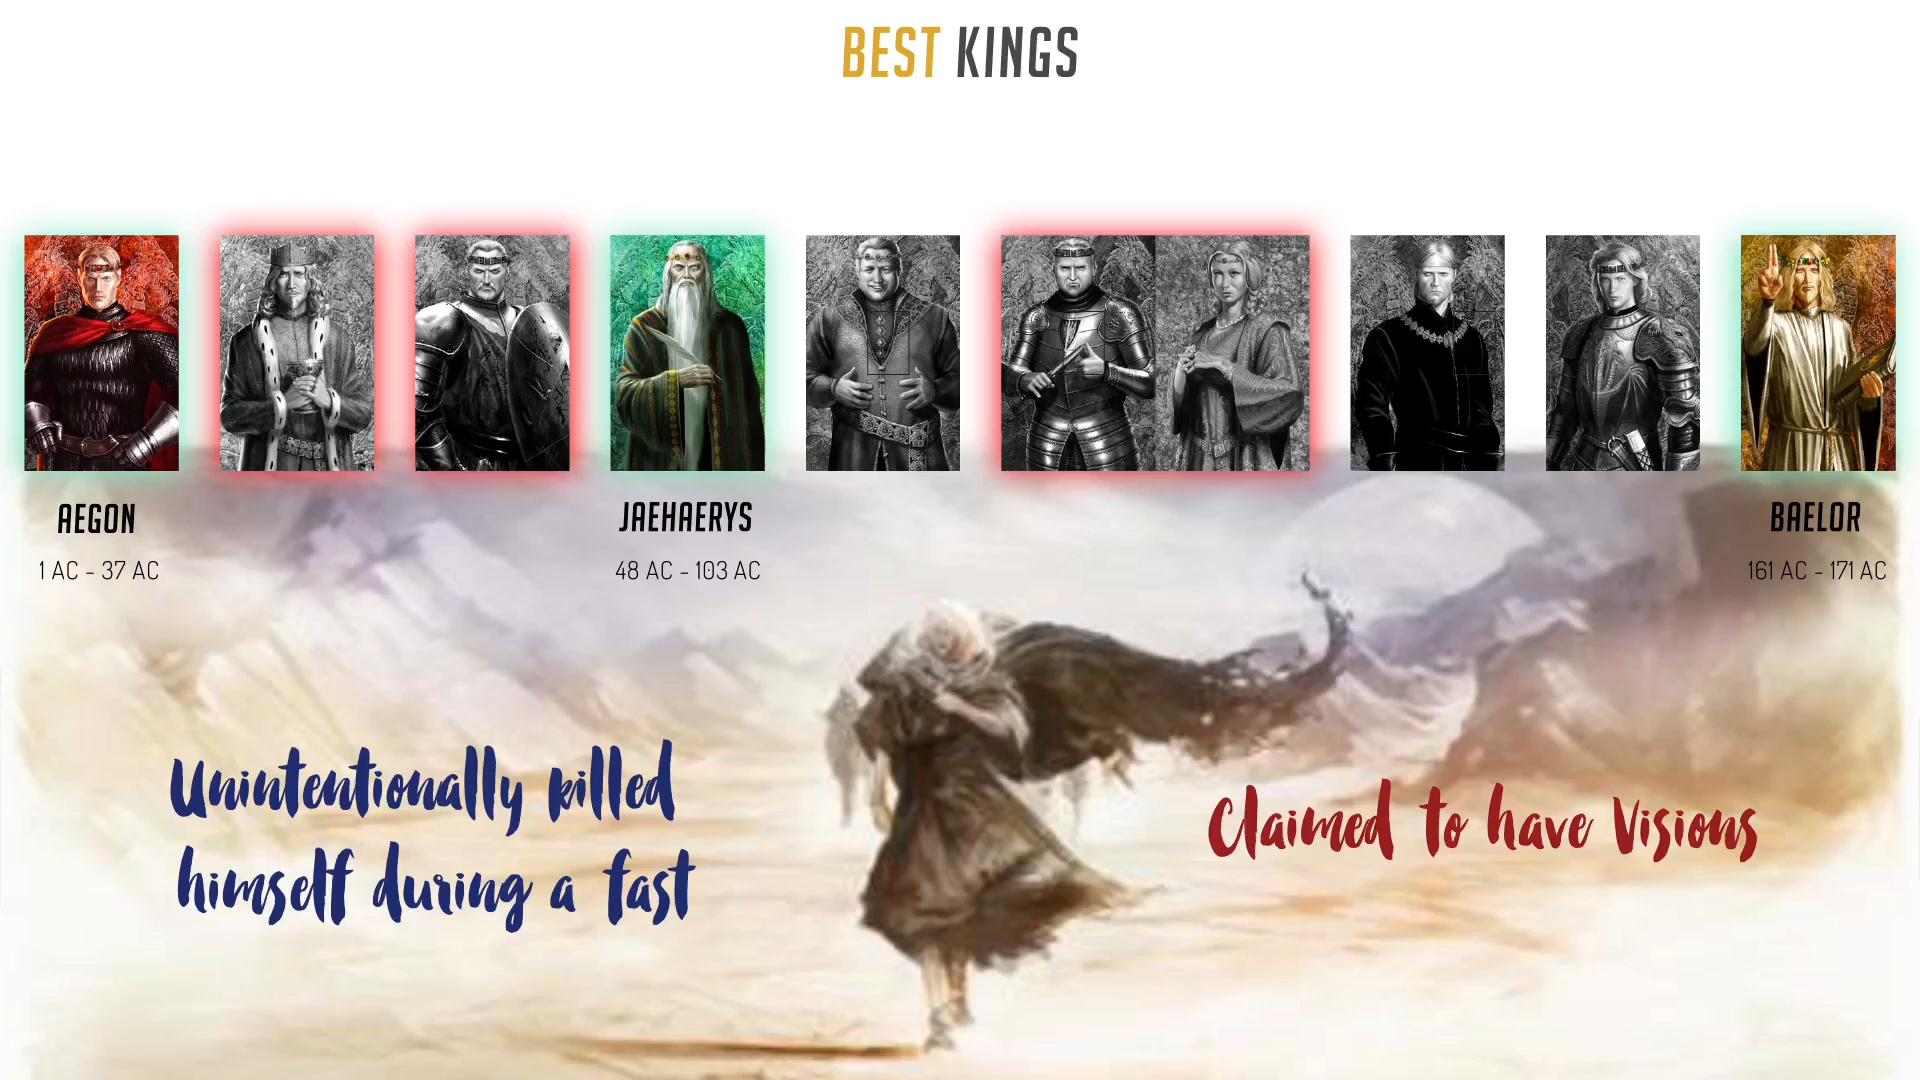 BEST KINGS
AEGON
1 AC - 37 AC
JAEHAERYS
48 AC - 103 AC
BAELOR
161 AC - 171 AC
Unintentionally killed
himself during a fast
Claimed to have Visions